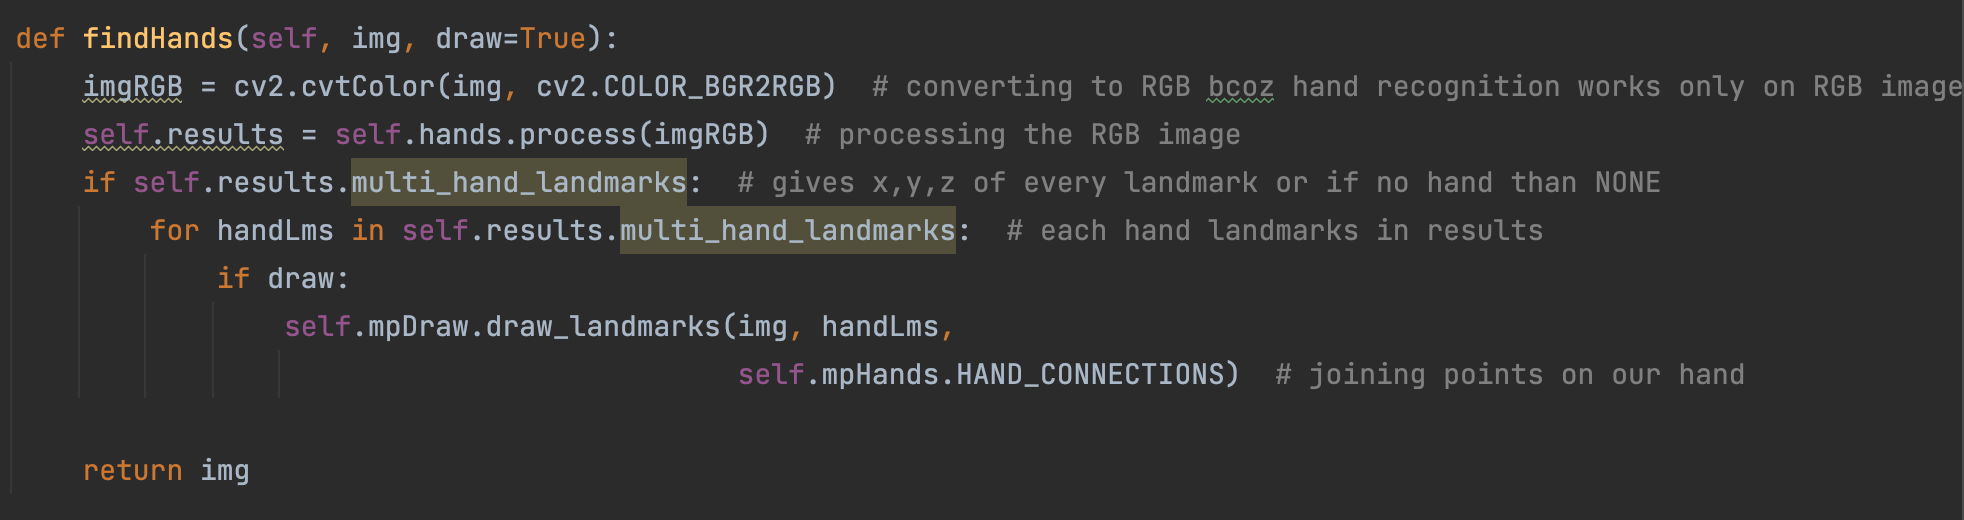 def findHands(self, img, draw=True):
imgRGB = cv2.cvtColor(img, cv2.COLOR_BGR2RGB)  # converting to RGB bcoz hand recognition works only on RGB image
self.results = self.hands.process(imgRGB)  # processing the RGB image
if self.results.multi_hand_landmarks:  # gives x,y,z of every landmark or if no hand than NONE
for handLms in self.results.multi_hand_landmarks:  # each hand landmarks in results
if draw:
self.mpDraw.draw_landmarks(img, handLms,
self.mpHands.HAND_CONNECTIONS)  # joining points on our hand
return img